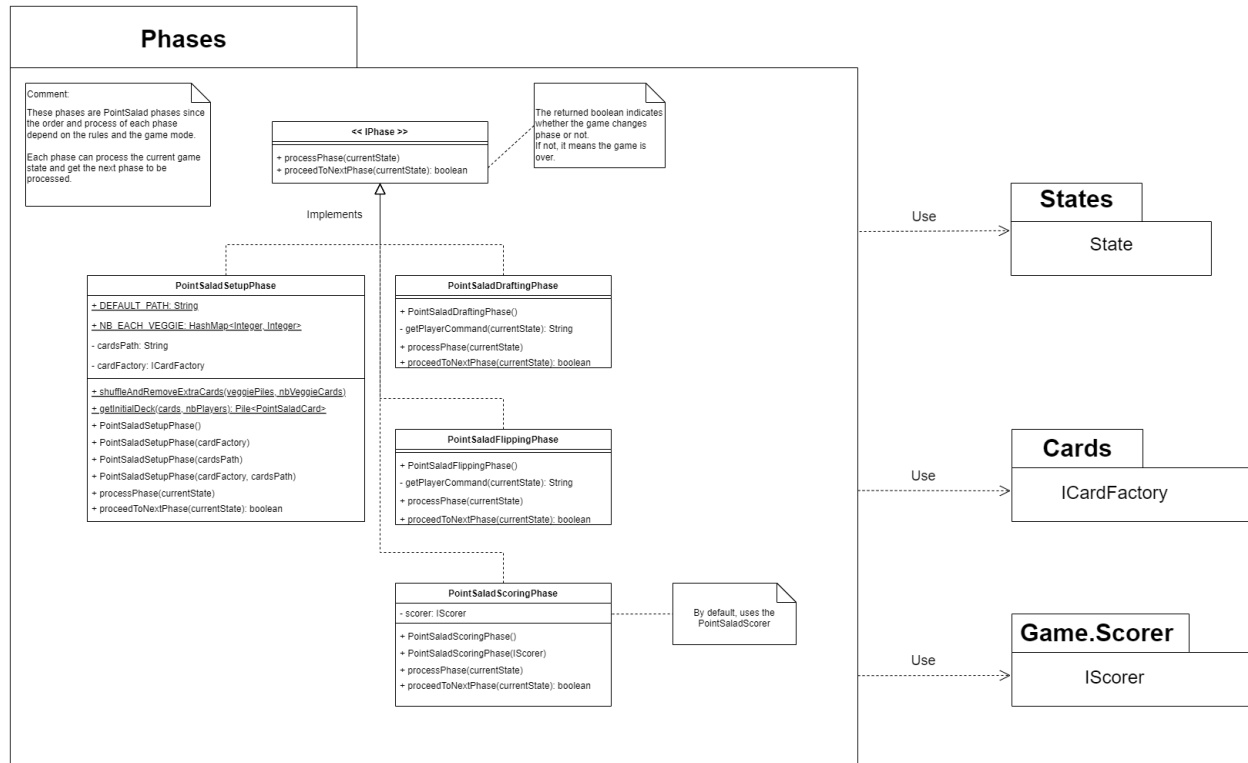 Phases
Comment:
These phases are PointSalad phases since
the order and process of each phase
depend on the rules and the game mode.
Each phase can process the current game
state and get the next phase to be
processed.
<< IPhase >>
+ processPhase(currentState)
+ proceedToNextPhase(currentState): boolean
The returned boolean indicates
whether the game changes
phase or not.
If not, it means the game is
over.
Implements
PointSaladSetupPhase
+ DEFAULT_PATH: String
+ NB_EACH_VEGGIE: HashMap<Integer, Integer>
- cardsPath: String
- cardFactory: ICardFactory
+ shuffleAndRemoveExtraCards(veggiePiles, nbVeggieCards)
+ getInitialDeck(cards, nbPlayers): Pile<PointSaladCard>
+ PointSaladSetupPhase()
+ PointSaladSetupPhase(cardFactory)
+ PointSaladSetupPhase(cardsPath)
+ PointSaladSetupPhase(cardFactory, cardsPath)
+ processPhase(currentState)
+ proceedToNextPhase(currentState): boolean
PointSaladDraftingPhase
+ PointSaladDraftingPhase()
- getPlayerCommand(currentState): String
+ processPhase(currentState)
+ proceedToNextPhase(currentState): boolean
PointSaladFlippingPhase
+ PointSaladFlippingPhase()
- getPlayerCommand(currentState): String
+ processPhase(currentState)
+ proceedToNextPhase(currentState): boolean
PointSaladScoringPhase
- scorer: IScorer
+ PointSaladScoringPhase()
+ PointSaladScoringPhase(IScorer)
+ processPhase(currentState)
+ proceedToNextPhase(currentState): boolean
By default, uses the
PointSaladScorer
Use
States
State
Use
Cards
ICardFactory
Use
Game.Scorer
IScorer